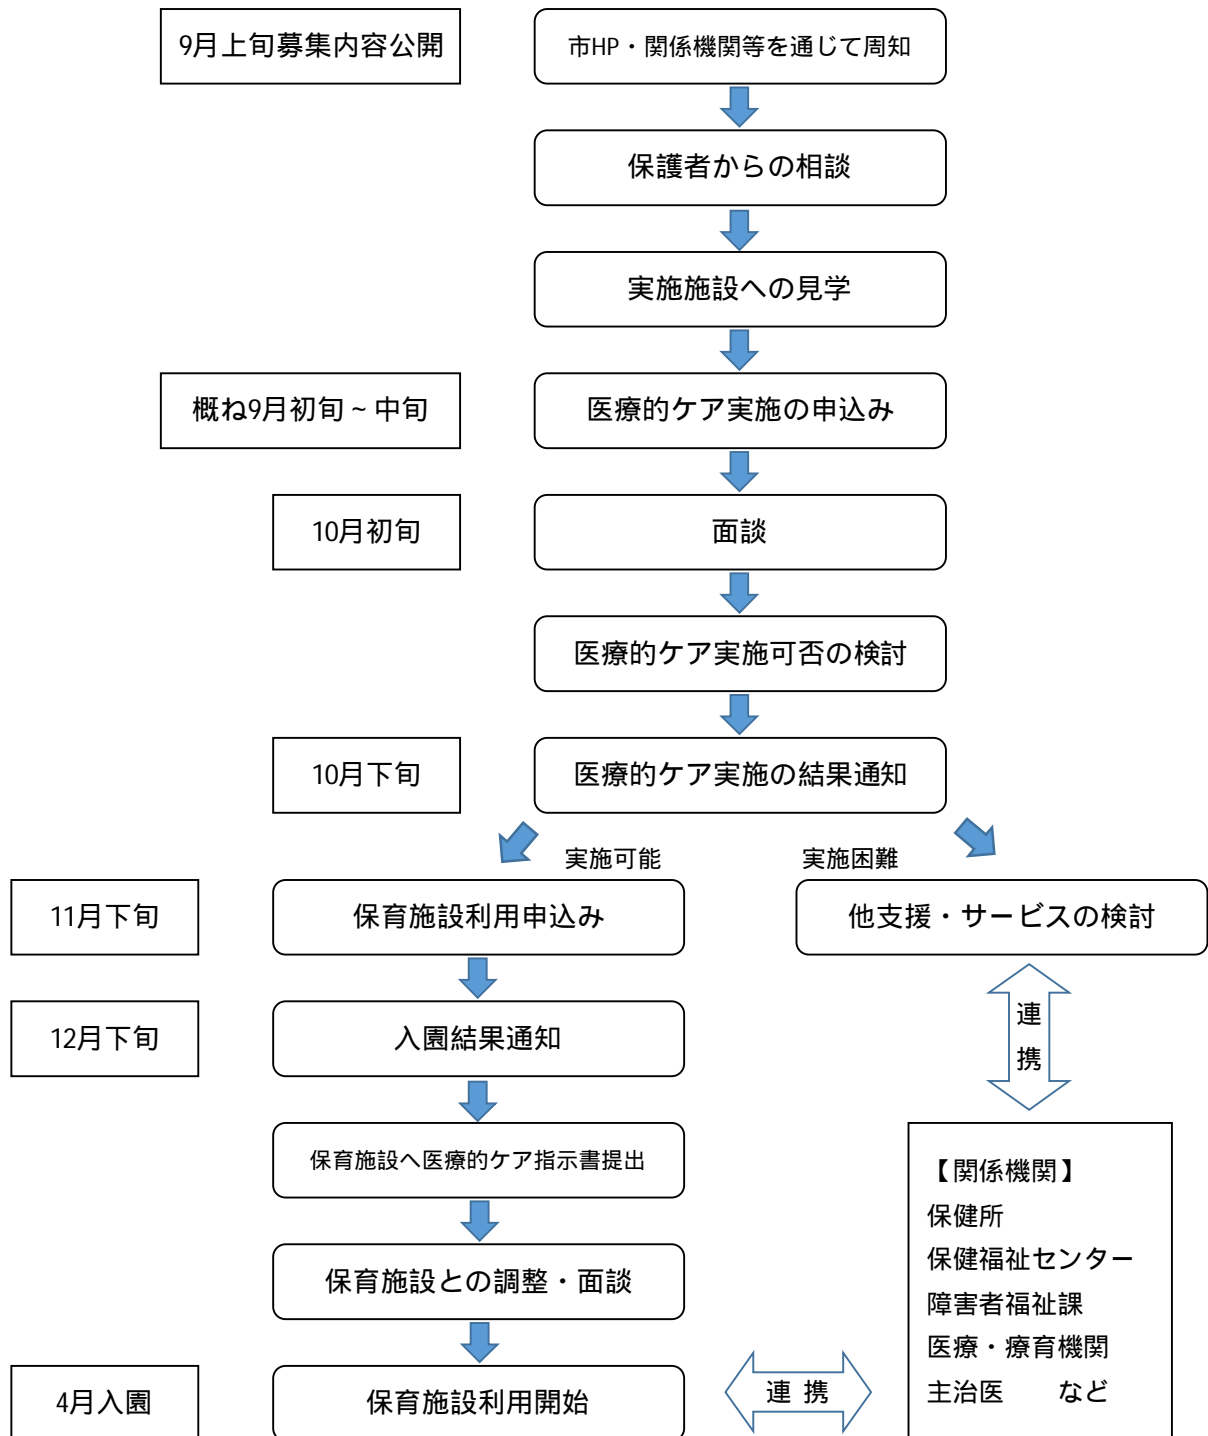 9月上旬募集内容公開
市HP・関係機関等を通じて周知
保護者からの相談
実施施設への見学
概ね9月初旬~中旬
医療的ケア実施の申込み
10月初旬
面談
医療的ケア実施可否の検討
10月下旬
医療的ケア実施の結果通知
実施可能
実施困難
11月下旬
保育施設利用申込み
他支援・サービスの検討
連
携
12月下旬
入園結果通知
保育施設へ医療的ケア指示書提出
保育施設との調整・面談
4月入園
保育施設利用開始
連 携
【関係機関】
保健所
保健福祉センター
障害者福祉課
医療・療育機関
主治医 など